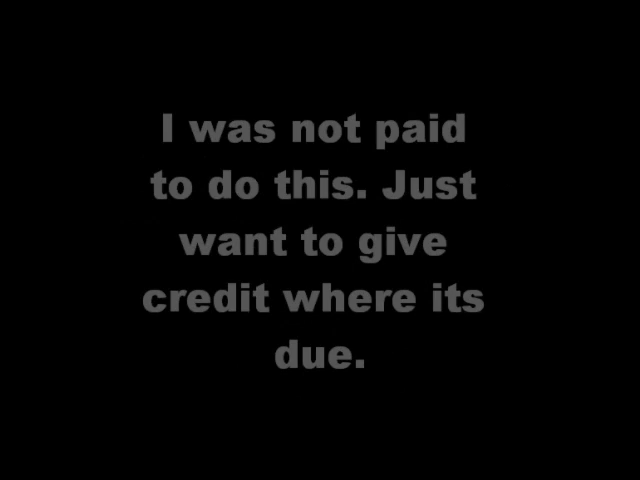 I was not paid
to do this. Just
want to give
credit where its
due.